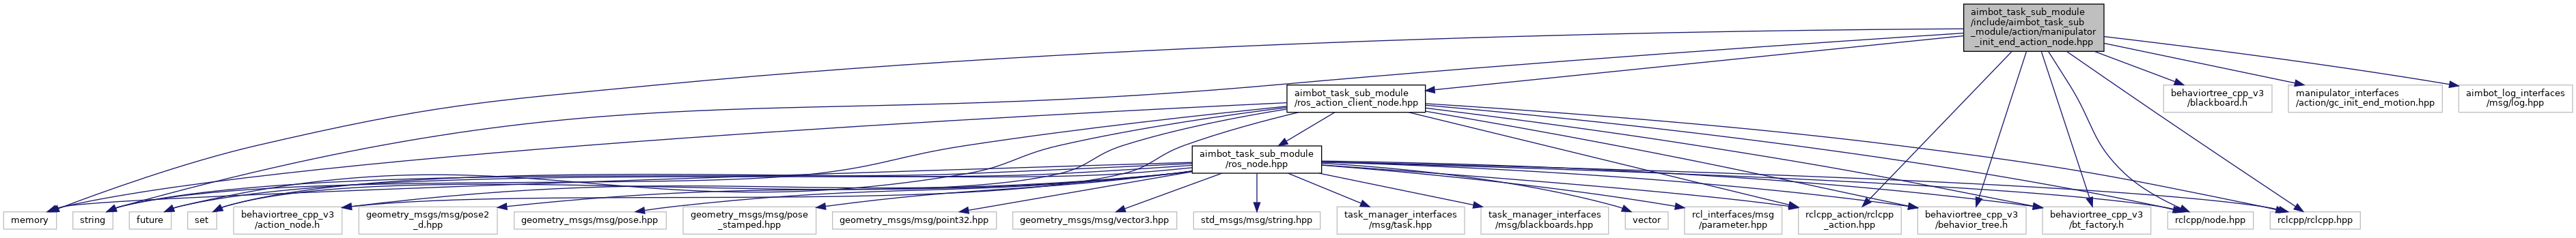 aimbot_task_sub_module
/include/aimbot_task_sub
_module/action/manipulator
_init_end_action_node.hpp
aimbot_task_sub_module
/ros_action_client_node.hpp
behaviortree_cpp_v3
/blackboard.h
manipulator_interfaces
/action/gc_init_end_motion.hpp
aimbot_log_interfaces
/msg/log.hpp
aimbot_task_sub_module
/ros_node.hpp
memory
string
future
set
behaviortree_cpp_v3
/action_node.h
geometry_msgs/msg/pose2
_d.hpp
geometry_msgs/msg/pose.hpp
geometry_msgs/msg/pose
_stamped.hpp
geometry_msgs/msg/point32.hpp
geometry_msgs/msg/vector3.hpp
std_msgs/msg/string.hpp
task_manager_interfaces
/msg/task.hpp
task_manager_interfaces
/msg/blackboards.hpp
vector
rcl_interfaces/msg
/parameter.hpp
rclcpp_action/rclcpp
_action.hpp
behaviortree_cpp_v3
/behavior_tree.h
behaviortree_cpp_v3
/bt_factory.h
rclcpp/node.hpp
rclcpp/rclcpp.hpp